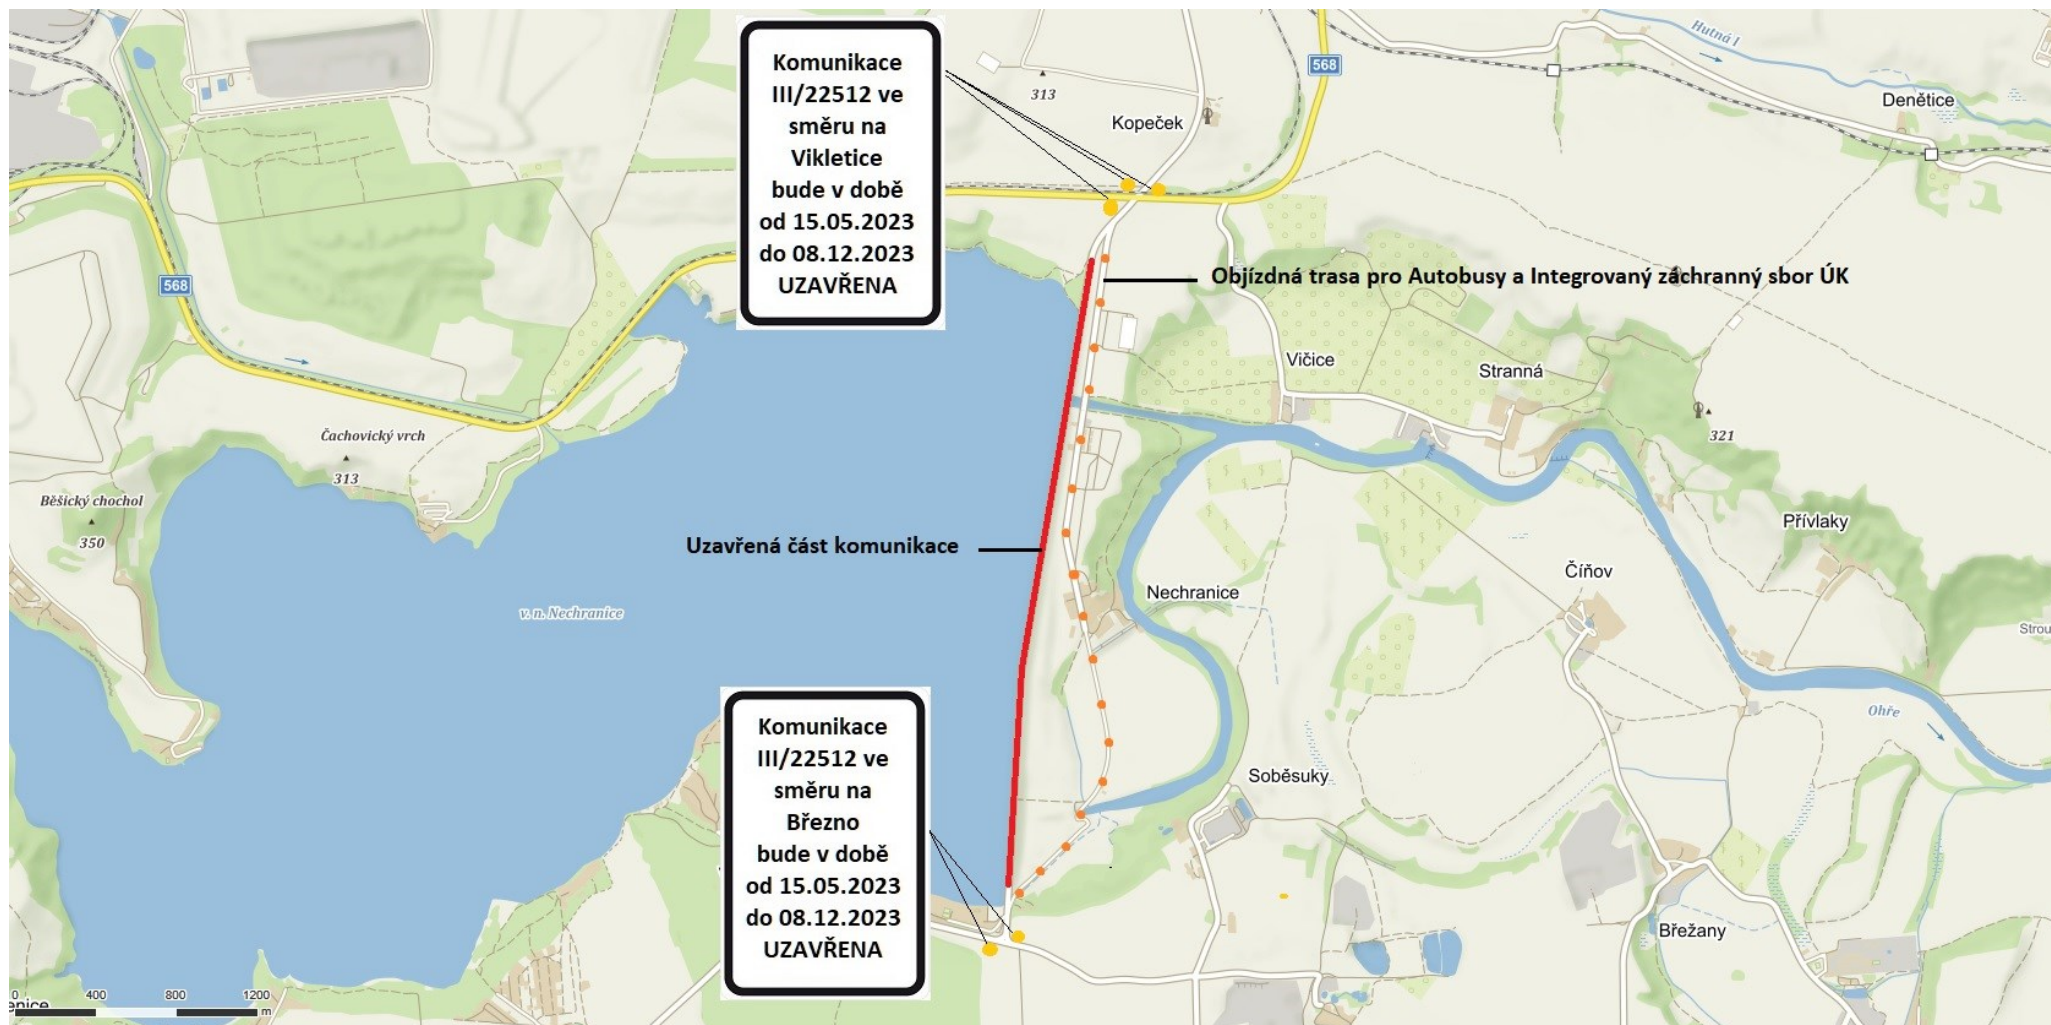 Komunikace
III/22512 ve
směru na
Vikletice
bude v době
od 15.05.2023
do 08.12.2023
UZAVŘENA
568
Hutná I
313
Kopeček
Denětice
568
Objízdná trasa pro Autobusy a Integrovaný záchranný sbor ÚK
Vičice
Stranná
321
Čachovický vrch
313
Běšický chochol
350
Uzavřená část komunikace
Přívlaky
Číňov
Nechranice
v. n. Nechranice
Strou
Ohře
Soběsuky
Komunikace
III/22512 ve
směru na
Březno
bude v době
od 15.05.2023
do 08.12.2023
UZAVŘENA
Břežany
0 400 800 1200
m
enice